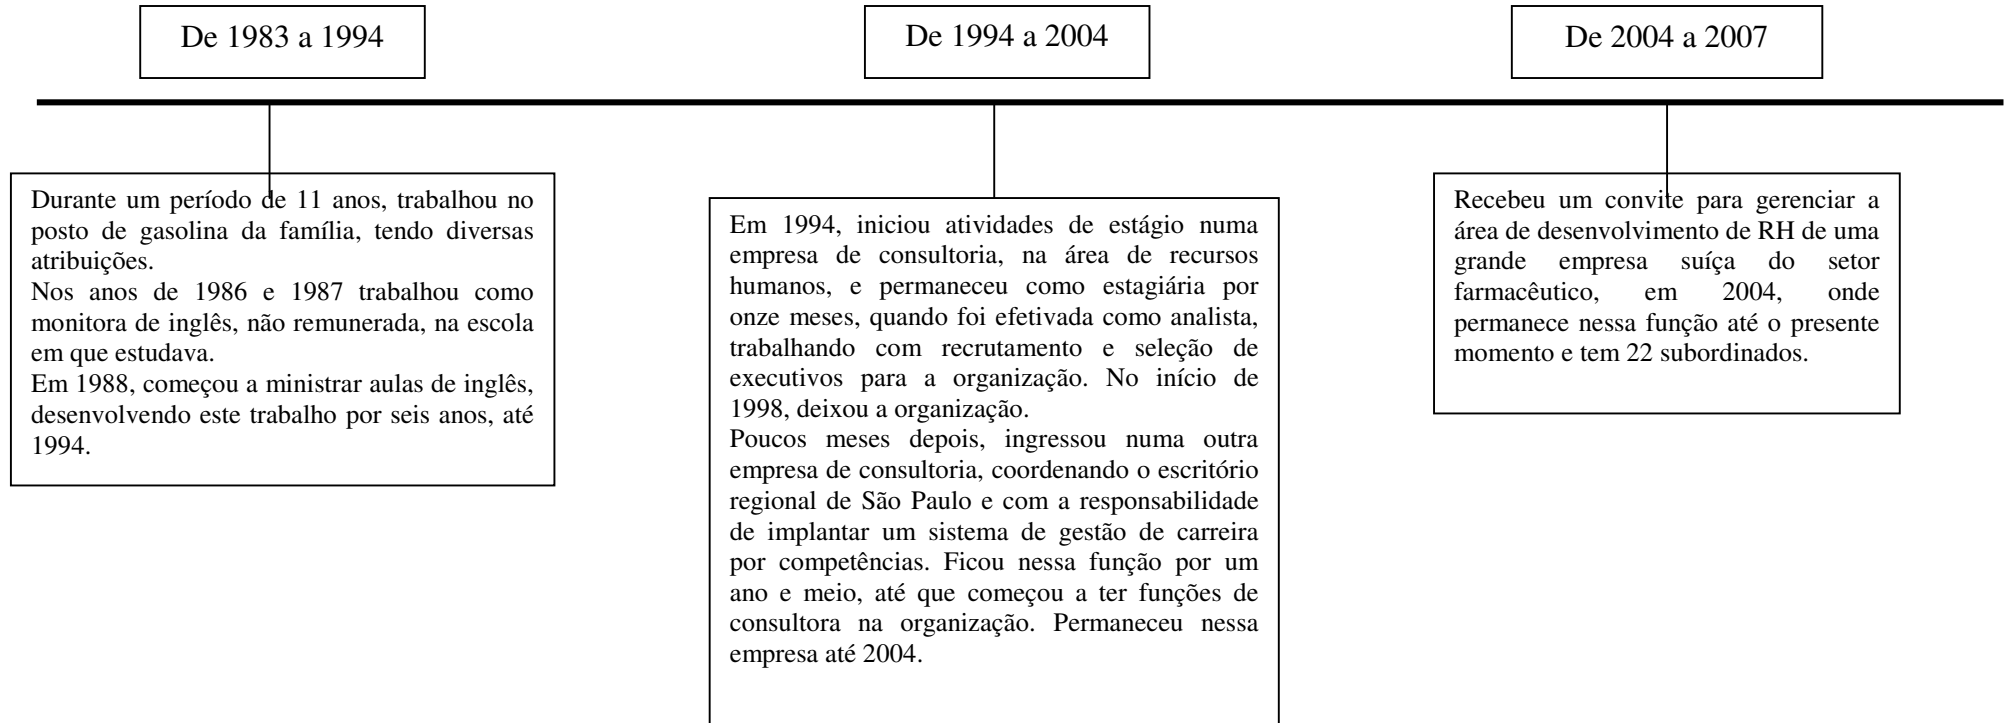 De 1983 a 1994
De 1994 a 2004
De 2004 a 2007
Durante um período de 11 anos, trabalhou no
posto de gasolina da família, tendo diversas
atribuições.
Nos anos de 1986 e 1987 trabalhou como
monitora de inglês, não remunerada, na escola
em que estudava.
Em 1988, começou a ministrar aulas de inglês,
desenvolvendo este trabalho por seis anos, até
1994.
Em 1994, iniciou atividades de estágio numa
empresa de consultoria, na área de recursos
humanos, e permaneceu como estagiária por
onze meses, quando foi efetivada como analista,
trabalhando com recrutamento e seleção de
executivos para a organização. No início de
1998, deixou a organização.
Poucos meses depois, ingressou numa outra
empresa de consultoria, coordenando o escritório
regional de São Paulo e com a responsabilidade
de implantar um sistema de gestão de carreira
por competências. Ficou nessa função por um
ano e meio, até que começou a ter funções de
consultora na organização. Permaneceu nessa
empresa até 2004.
Recebeu um convite para gerenciar a
área de desenvolvimento de RH de uma
grande empresa suíça do setor
farmacêutico, em 2004, onde
permanece nessa função até o presente
momento e tem 22 subordinados.